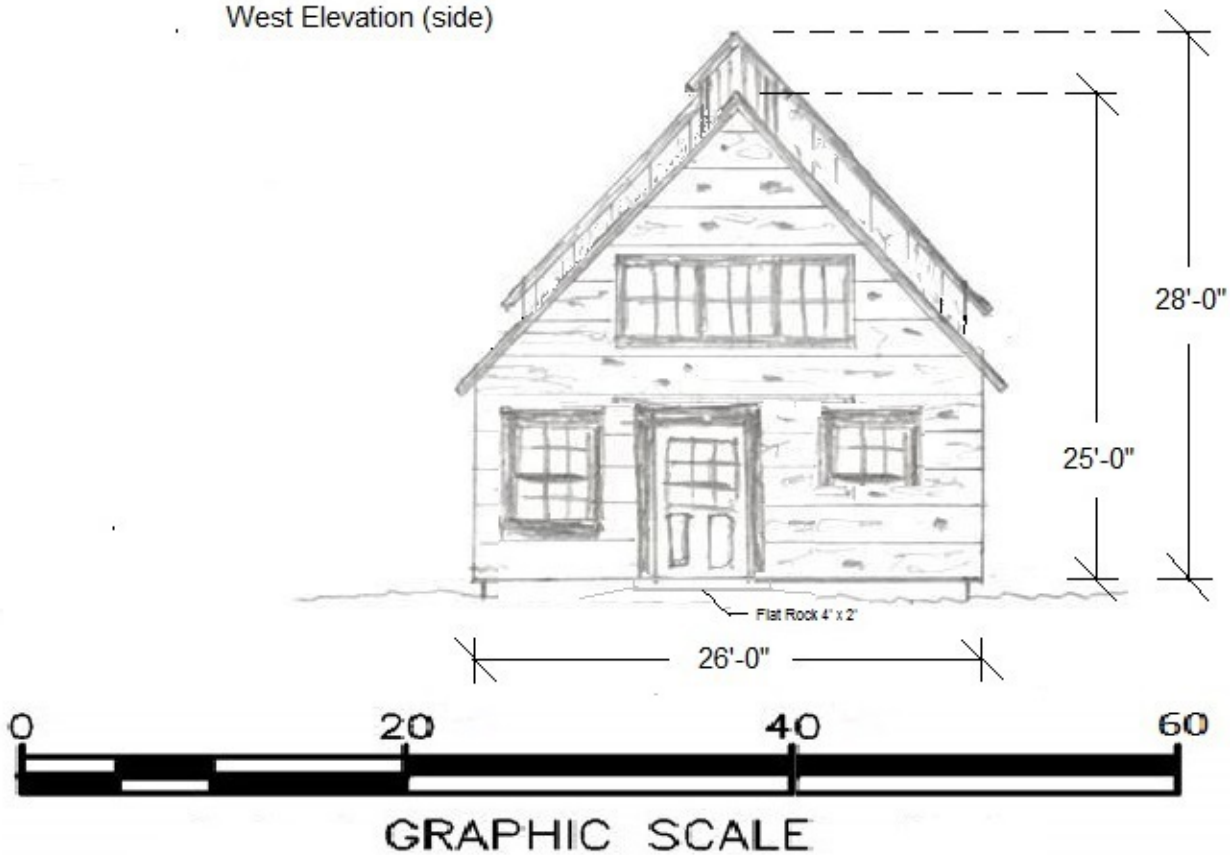 West Elevation (side)
28'-0"
25'-0"
Flat Rock 4' x 2'
26'-0"
0 20 40 60
GRAPHIC SCALE